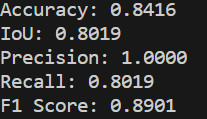 Accuracy: 0.8416
IoU: 0.8019
Precision: 1.0000
Recall: 0.8019
F1 Score: 0.8901